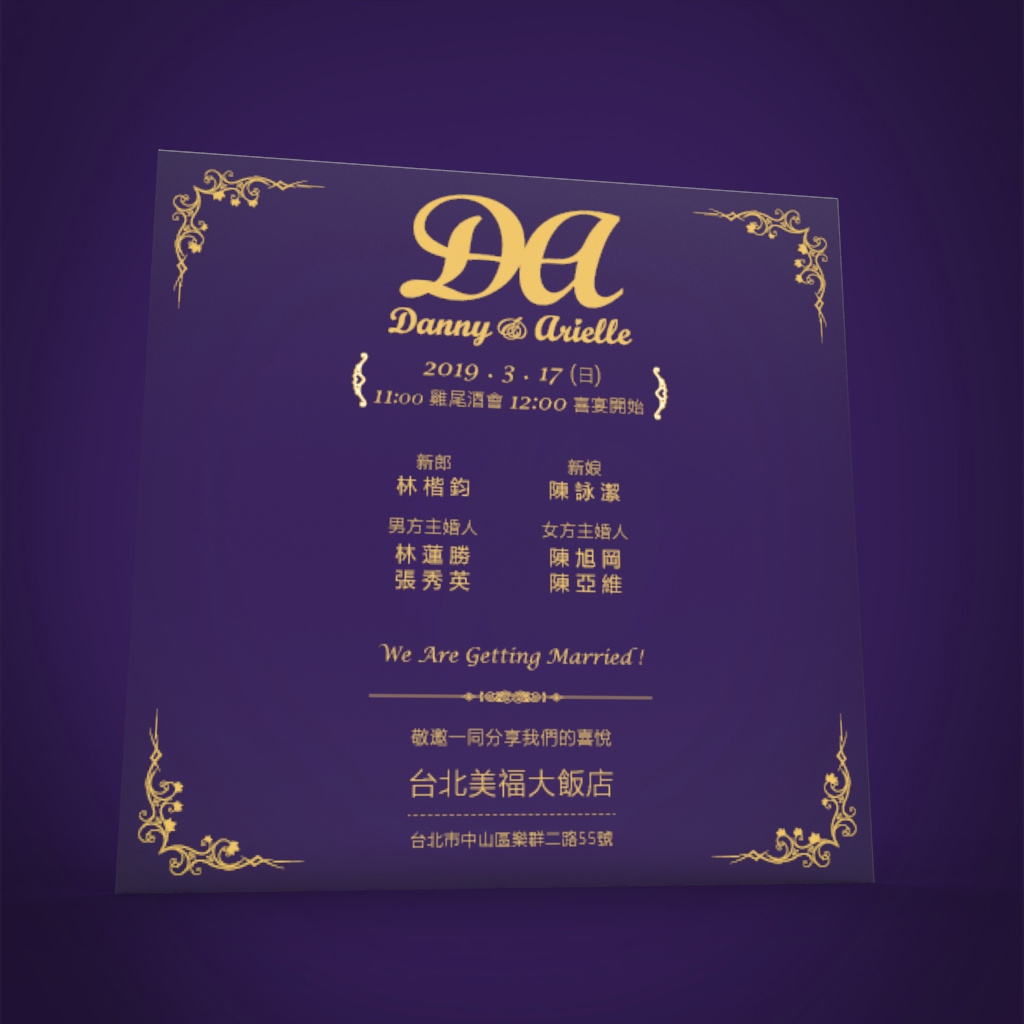 DA
Danny & Arielle
2019 . 3 . 17 (日)
11:00 雞尾酒會 12:00 喜宴開始
新郎 新娘
林楷鈞 陳詠潔
男方主婚人 女方主婚人
林蓮勝 陳旭岡
張秀英 陳亞維
We Are Getting Married !
敬邀一同分享我們的喜悅
台北美福大飯店
台北市中山區樂群二路55號